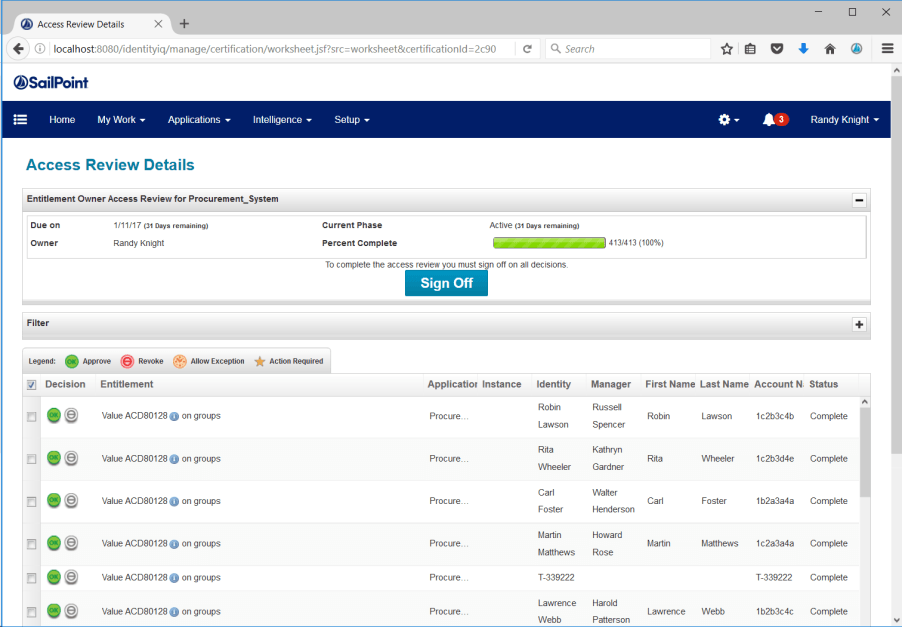 Access Review Details
localhost:8080/identityiq/manage/certification/worksheet.jsf?src=worksheet&certificationId=2c90
Search
SailPoint
Home My Work Applications Intelligence Setup 3 Randy Knight
Access Review Details
Entitlement Owner Access Review for Procurement_System
Due on 1/11/17 (31 Days remaining) Current Phase Active (31 Days remaining)
Owner Randy Knight Percent Complete 413/413 (100%)
To complete the access review you must sign off on all decisions.
Sign Off
Filter
Legend: OK Approve Revoke Allow Exception Action Required
Decision Entitlement Application Instance Identity Manager First Name Last Name Account N Status
OK Value ACD80128 on groups Procure... Robin Lawson Russell Spencer Robin Lawson 1c2b3c4b Complete
OK Value ACD80128 on groups Procure... Rita Wheeler Kathryn Gardner Rita Wheeler 1c2b3d4e Complete
OK Value ACD80128 on groups Procure... Carl Foster Walter Henderson Carl Foster 1b2a3a4a Complete
OK Value ACD80128 on groups Procure... Martin Matthews Howard Rose Martin Matthews 1c2a3a4a Complete
OK Value ACD80128 on groups Procure... T-339222 T-339222 Complete
OK Value ACD80128 on groups Procure... Lawrence Webb Harold Patterson Lawrence Webb 1b2b3c4c Complete